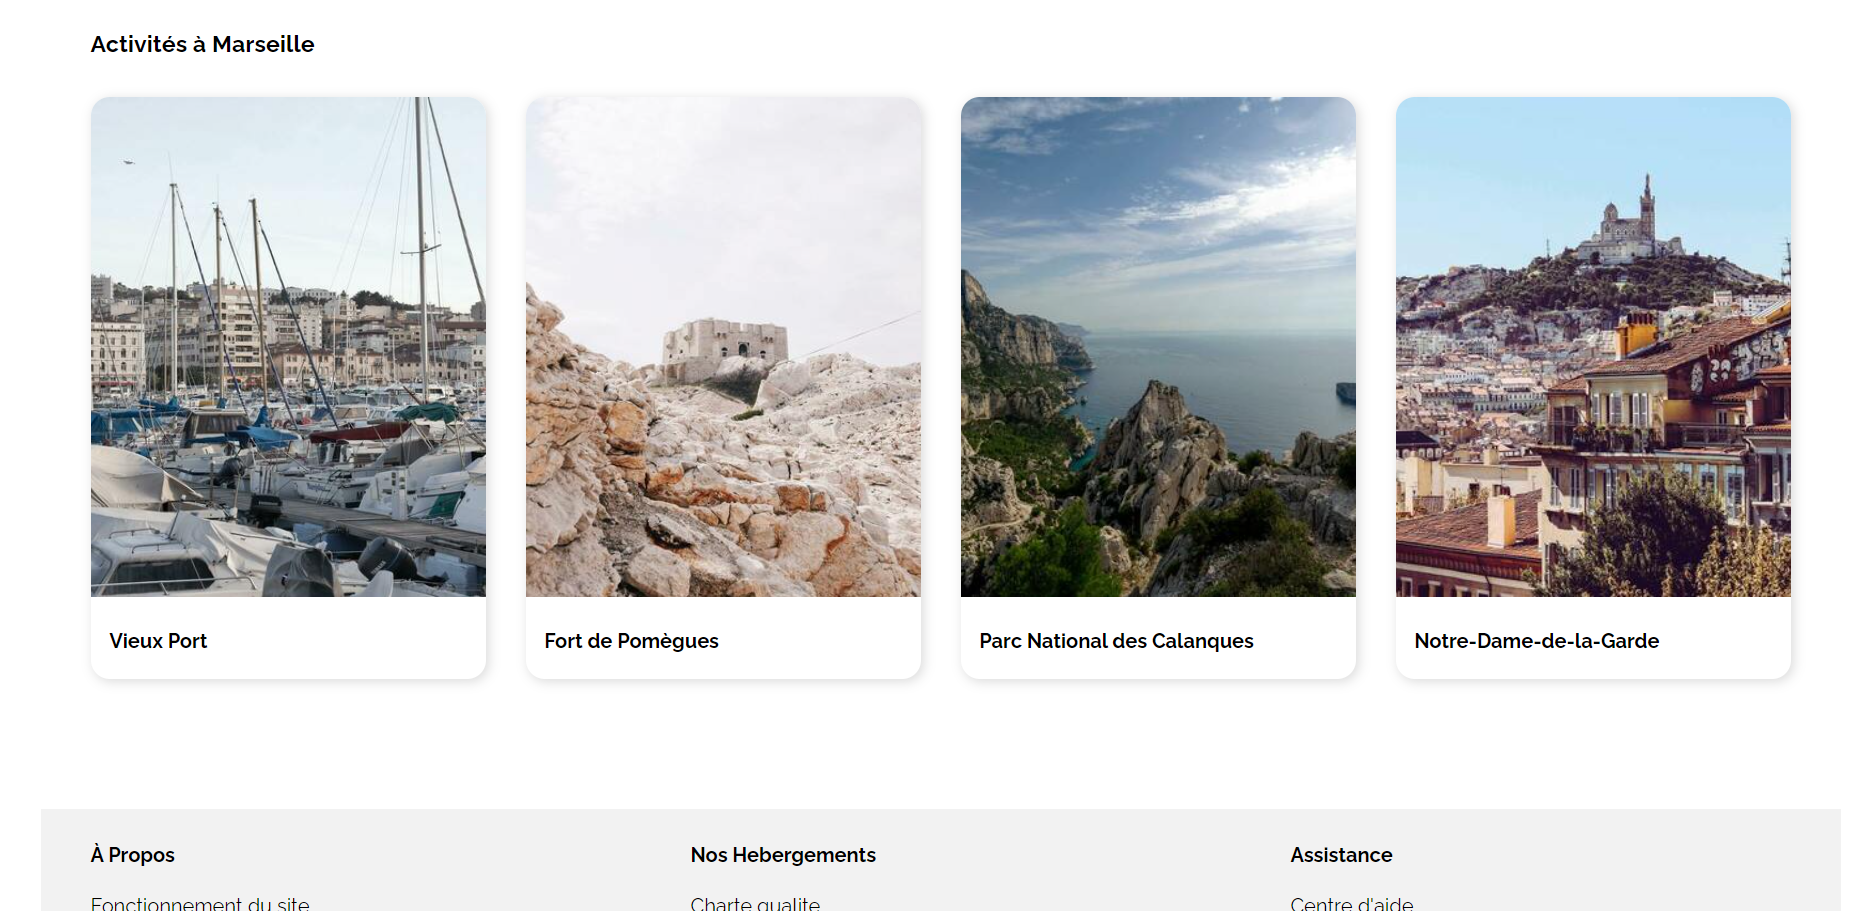 Activités à Marseille
Vieux Port
Fort de Pomègues
Parc National des Calanques
Notre-Dame-de-la-Garde
À Propos
Nos Hebergements
Assistance
Fonctionnement du site
Charte qualite
Centre d'aide